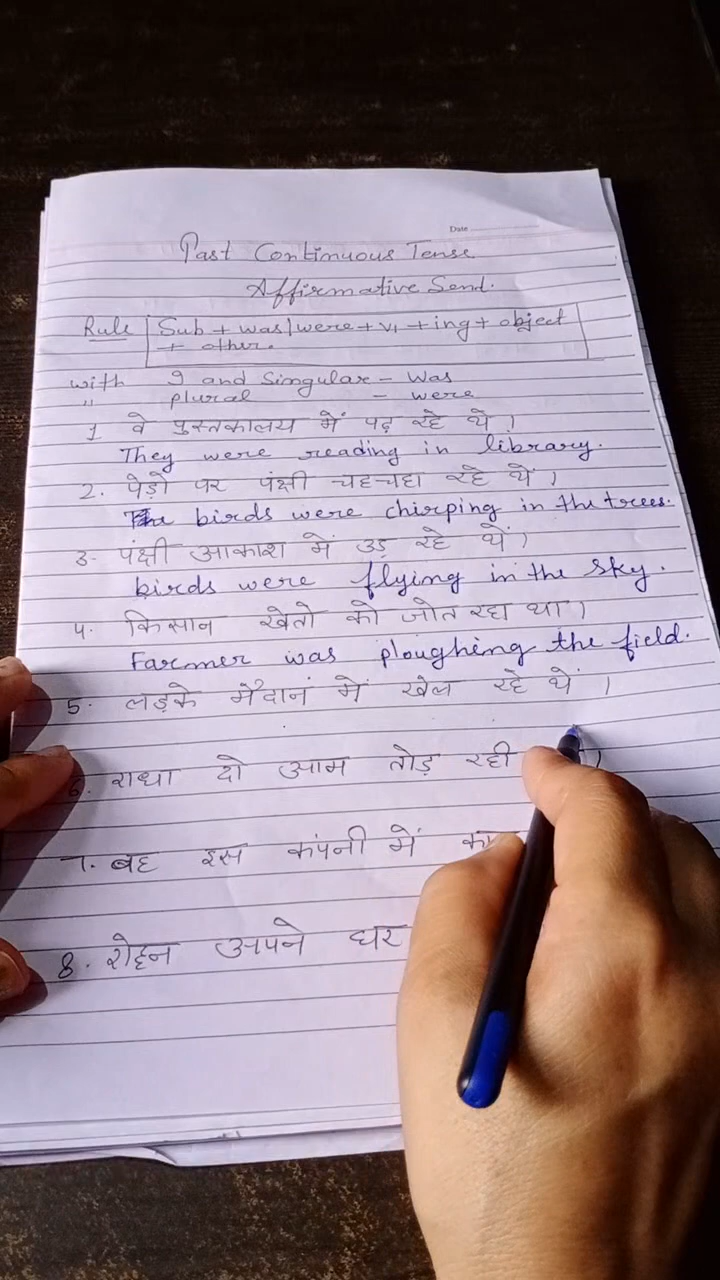 Date
Past Continuous Tense
Affirmative Send.
Rule Sub + was/were + V1 + ing + object
+ other.
with I and Singular - Was
" plural - were
1 वे पुस्तकालय में पढ़ रहे थे।
They were reading in library.
2. पेड़ो पर पंक्षी चहचहा रहे थें।
The birds were chirping in the trees.
3. पंक्षी आकाश में उड़ रहे थें।
birds were flying in the sky.
4. किसान खेतो को जोत रहा था।
Farmer was ploughing the field.
5. लड़के मैदानं में खेल रहे थें।
6. राधा दो आम तोड़ रही
7. बह इस कंपनी में
8. रोहन अपने घर